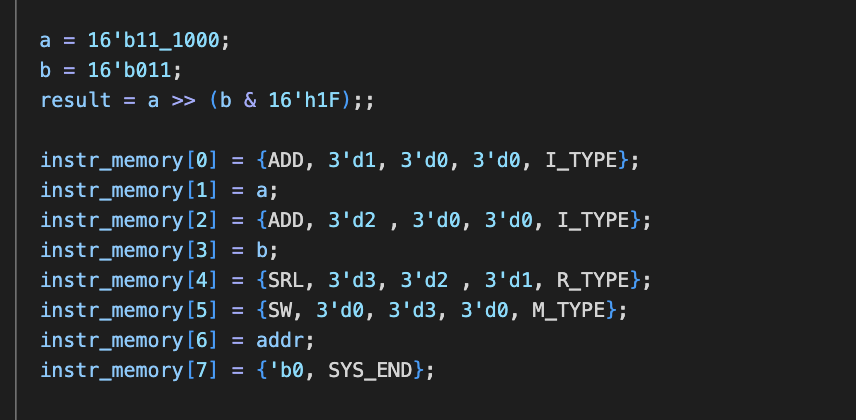 a = 16'b11_1000;
b = 16'b011;
result = a >> (b & 16'h1F);;
instr_memory[0] = {ADD, 3'd1, 3'd0, 3'd0, I_TYPE};
instr_memory[1] = a;
instr_memory[2] = {ADD, 3'd2 , 3'd0, 3'd0, I_TYPE};
instr_memory[3] = b;
instr_memory[4] = {SRL, 3'd3, 3'd2 , 3'd1, R_TYPE};
instr_memory[5] = {SW, 3'd0, 3'd3, 3'd0, M_TYPE};
instr_memory[6] = addr;
instr_memory[7] = {'b0, SYS_END};